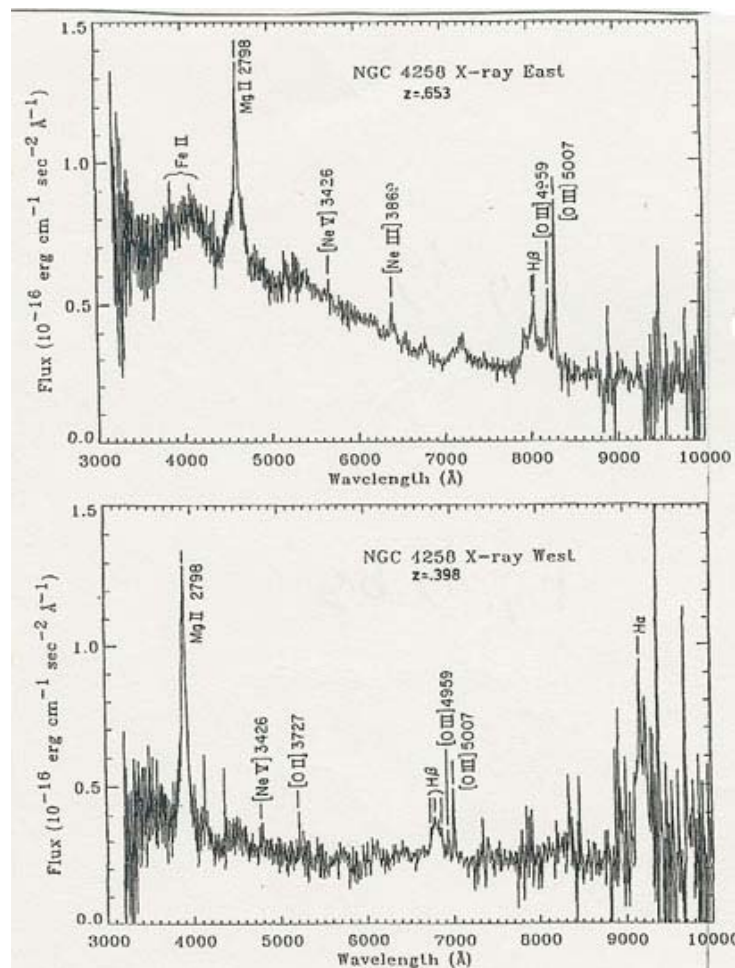 NGC 4258 X-ray East
z=.653
Flux (10⁻¹⁶ erg cm⁻¹ sec⁻² Å⁻¹)
1.5
1.0
0.5
0.0
Fe II
Mg II 2798
[Ne V] 3426
[Ne III] 3869
Hβ
[O III] 4959
[O III] 5007
3000 4000 5000 6000 7000 8000 9000 10000
Wavelength (Å)
NGC 4258 X-ray West
z=.398
Flux (10⁻¹⁶ erg cm⁻¹ sec⁻² Å⁻¹)
1.5
1.0
0.5
0.0
Mg II 2798
[Ne V] 3426
[O II] 3727
Hβ
[O III] 4959
[O III] 5007
Hα
3000 4000 5000 6000 7000 8000 9000 10000
Wavelength (Å)